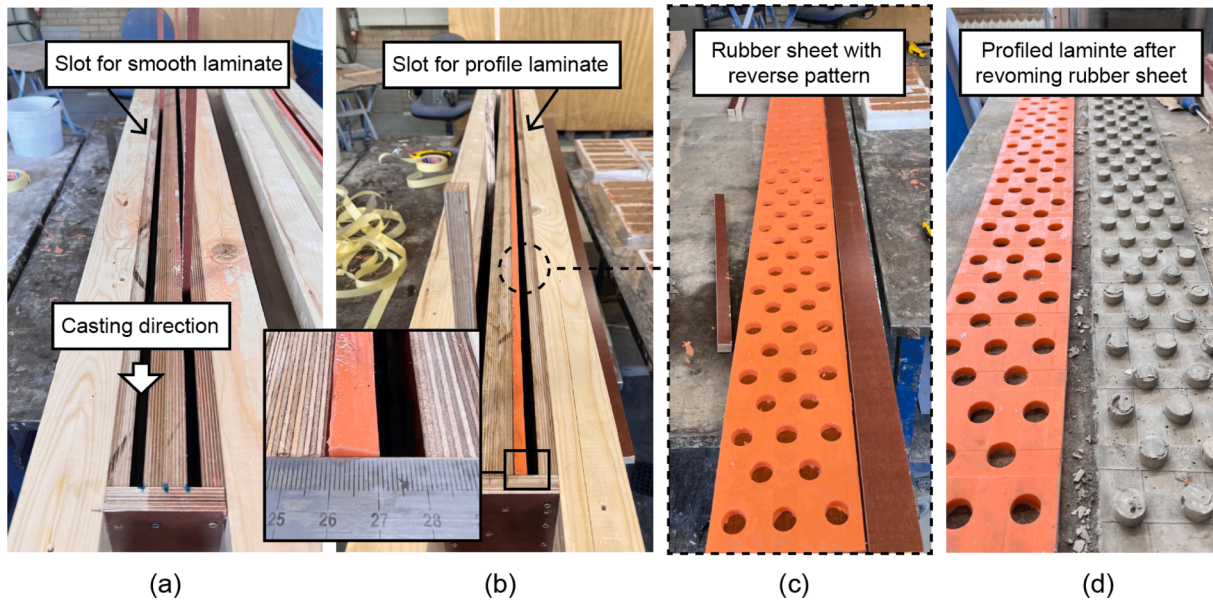 Slot for smooth laminate
Casting direction
Slot for profile laminate
25 26 27 28
Rubber sheet with
reverse pattern
Profiled laminte after
revoming rubber sheet
(a) (b) (c) (d)